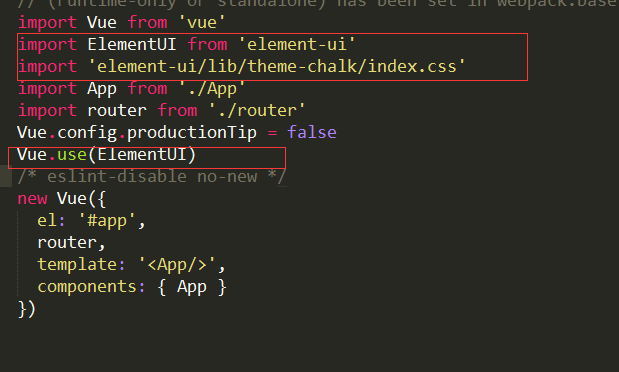 // (runtime-only or standalone) has been set in webpack.base
import Vue from 'vue'
import ElementUI from 'element-ui'
import 'element-ui/lib/theme-chalk/index.css'
import App from './App'
import router from './router'
Vue.config.productionTip = false
Vue.use(ElementUI)
/* eslint-disable no-new */
new Vue({
  el: '#app',
  router,
  template: '<App/>',
  components: { App }
})